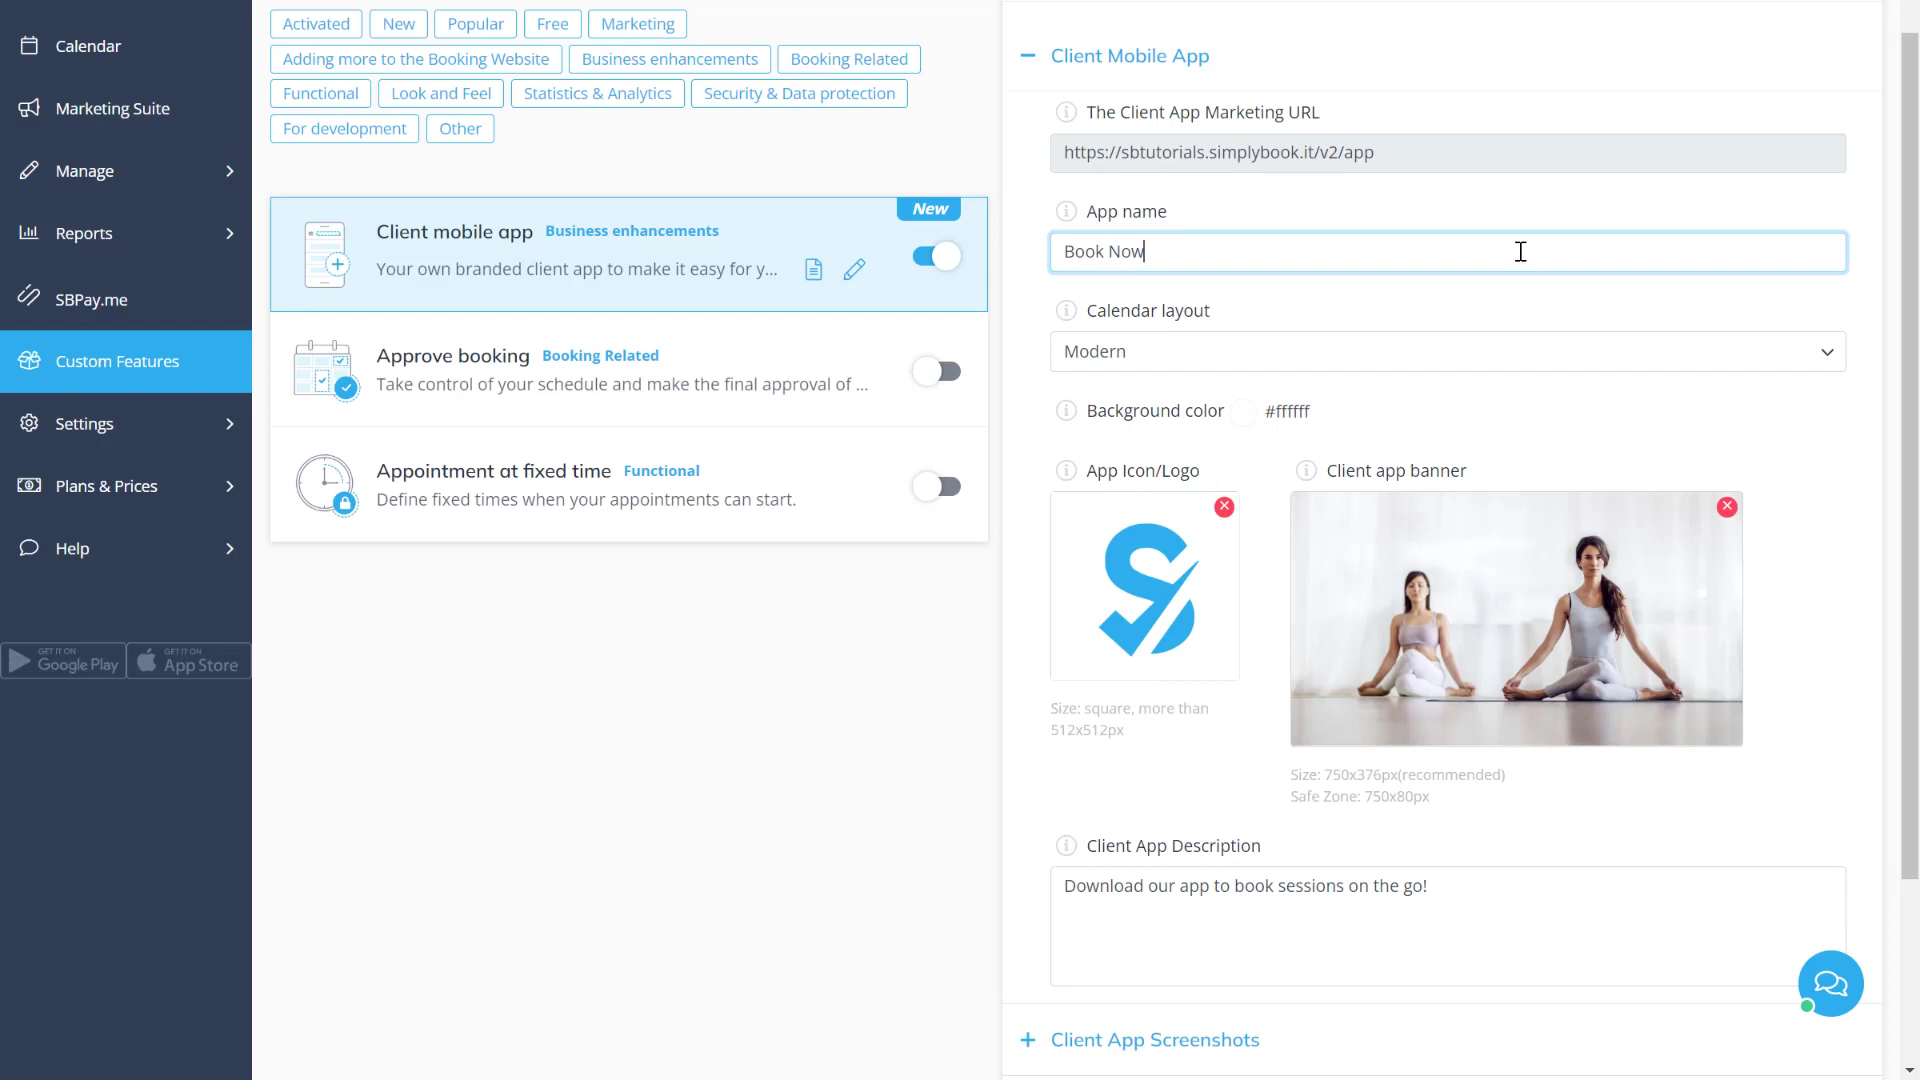 Calendar
Marketing Suite
Manage
Reports
SBPay.me
Custom Features
Settings
Plans & Prices
Help
GET IT ON
Google Play
GET IT ON
App Store
Activated
New
Popular
Free
Marketing
Adding more to the Booking Website
Business enhancements
Booking Related
Functional
Look and Feel
Statistics & Analytics
Security & Data protection
For development
Other
New
Client mobile app Business enhancements
Your own branded client app to make it easy for y...
Approve booking Booking Related
Take control of your schedule and make the final approval of ...
Appointment at fixed time Functional
Define fixed times when your appointments can start.
Client Mobile App
The Client App Marketing URL
https://sbtutorials.simplybook.it/v2/app
App name
Book Now
Calendar layout
Modern
Background color #ffffff
App Icon/Logo
Client app banner
Size: square, more than
512x512px
Size: 750x376px(recommended)
Safe Zone: 750x80px
Client App Description
Download our app to book sessions on the go!
Client App Screenshots